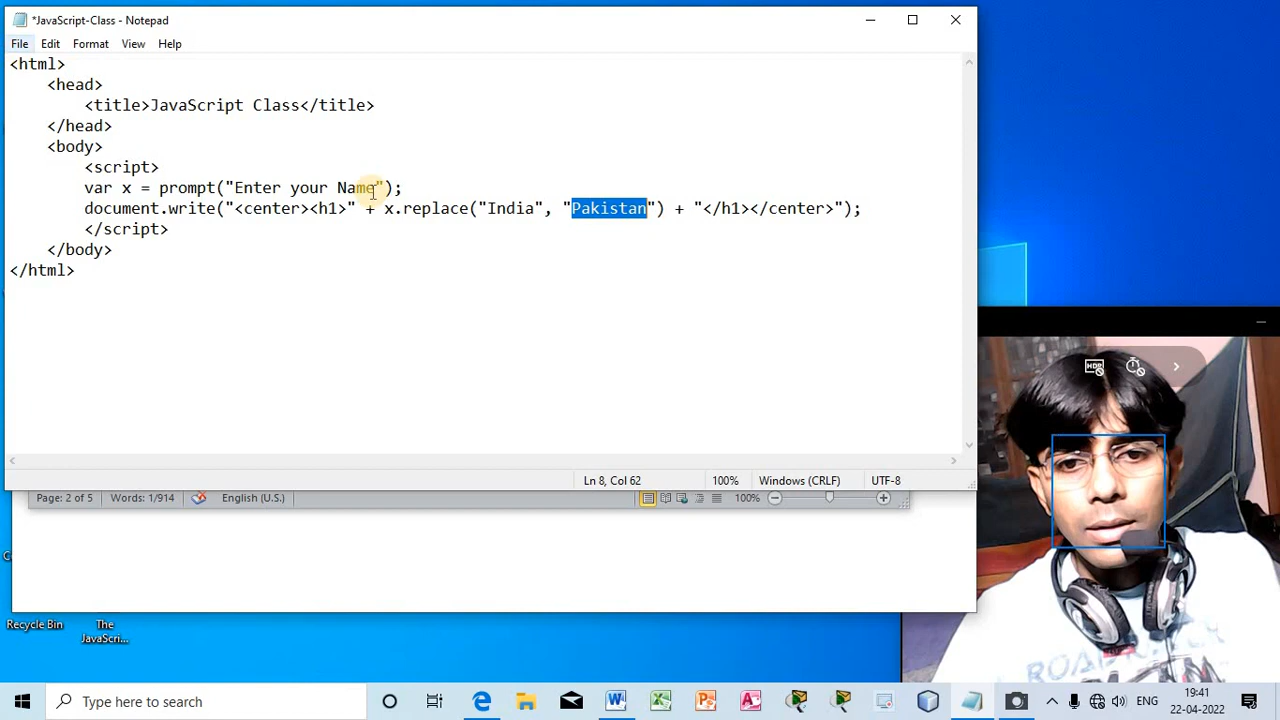 *JavaScript-Class - Notepad
File Edit Format View Help
<html>
<head>
<title>JavaScript Class</title>
</head>
<body>
<script>
var x = prompt("Enter your Name");
document.write("<center><h1>" + x.replace("India", "Pakistan") + "</h1></center>");
</script>
</body>
</html>
Ln 8, Col 62 100% Windows (CRLF) UTF-8
Page: 2 of 5 Words: 1/914 English (U.S.) 100%
HDR
Recycle Bin
The JavaScri...
Type here to search
ENG
19:41
22-04-2022